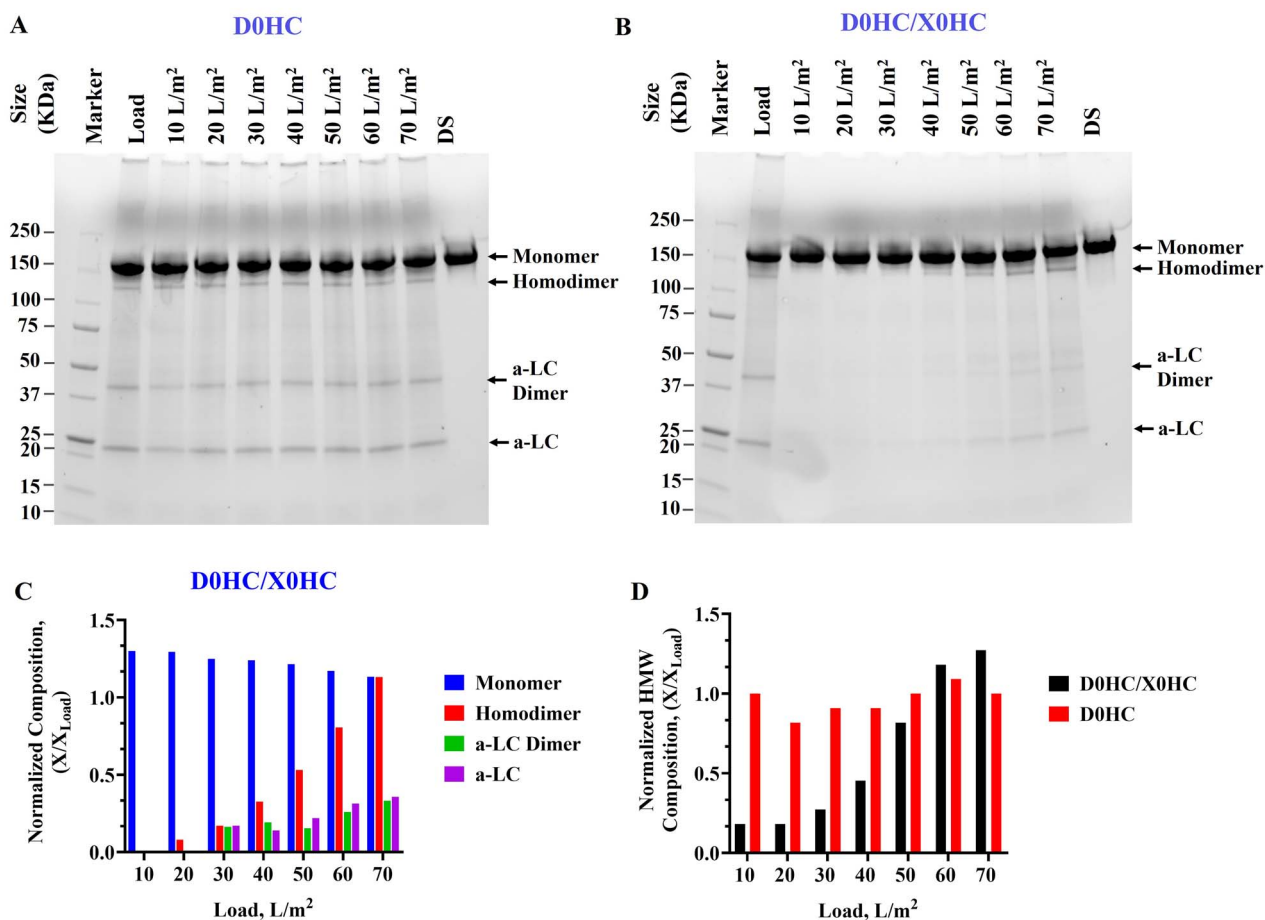 A
D0HC
Size
(KDa)
Marker
Load
10 L/m²
20 L/m²
30 L/m²
40 L/m²
50 L/m²
60 L/m²
70 L/m²
DS
250
150
100
75
50
37
25
20
15
10
Monomer
Homodimer
a-LC
Dimer
a-LC
B
D0HC/X0HC
Size
(KDa)
Marker
Load
10 L/m²
20 L/m²
30 L/m²
40 L/m²
50 L/m²
60 L/m²
70 L/m²
DS
250
150
100
75
50
37
25
20
15
10
Monomer
Homodimer
a-LC
Dimer
a-LC
C
D0HC/X0HC
Normalized Composition,
(X/X_Load)
1.5
1.0
0.5
0.0
10 20 30 40 50 60 70
Load, L/m²
Monomer
Homodimer
a-LC Dimer
a-LC
D
Normalized HMW
Composition, (X/X_Load)
1.5
1.0
0.5
0.0
10 20 30 40 50 60 70
Load, L/m²
D0HC/X0HC
D0HC